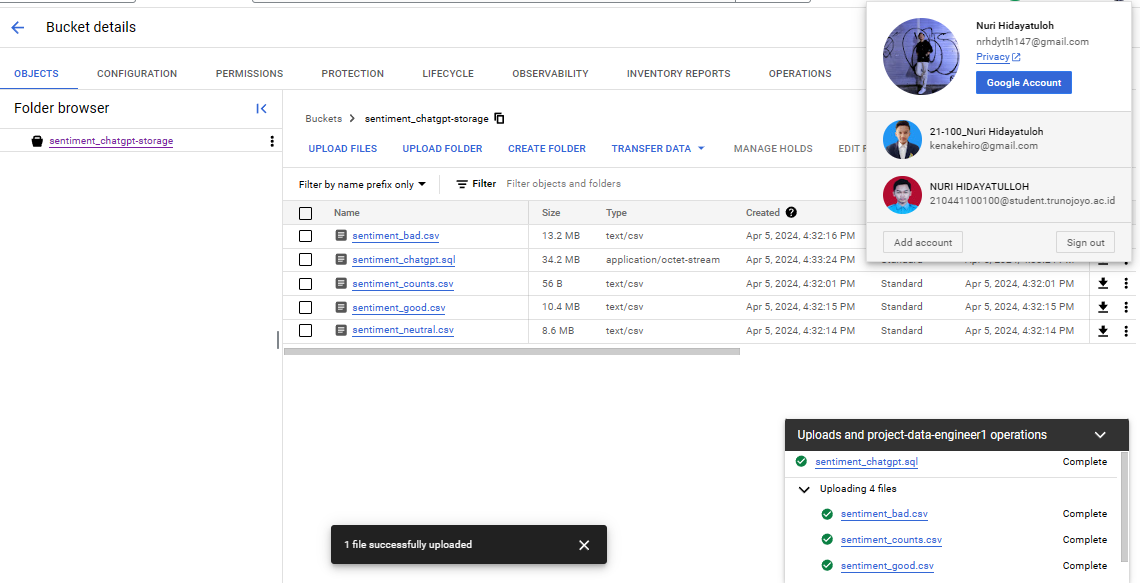 Bucket details
OBJECTS CONFIGURATION PERMISSIONS PROTECTION LIFECYCLE OBSERVABILITY INVENTORY REPORTS OPERATIONS
Folder browser
sentiment_chatgpt-storage
Buckets > sentiment_chatgpt-storage
UPLOAD FILES UPLOAD FOLDER CREATE FOLDER TRANSFER DATA MANAGE HOLDS EDIT
Filter by name prefix only Filter Filter objects and folders
Name Size Type Created
sentiment_bad.csv 13.2 MB text/csv Apr 5, 2024, 4:32:16 PM
sentiment_chatgpt.sql 34.2 MB application/octet-stream Apr 5, 2024, 4:33:24 PM
sentiment_counts.csv 56 B text/csv Apr 5, 2024, 4:32:01 PM Standard Apr 5, 2024, 4:32:01 PM
sentiment_good.csv 10.4 MB text/csv Apr 5, 2024, 4:32:15 PM Standard Apr 5, 2024, 4:32:15 PM
sentiment_neutral.csv 8.6 MB text/csv Apr 5, 2024, 4:32:14 PM Standard Apr 5, 2024, 4:32:14 PM
Nuri Hidayatuloh
nrhdytlh147@gmail.com
Privacy
Google Account
21-100_Nuri Hidayatuloh
kenakehiro@gmail.com
NURI HIDAYATULLOH
210441100100@student.trunojoyo.ac.id
Add account Sign out
Uploads and project-data-engineer1 operations
sentiment_chatgpt.sql Complete
Uploading 4 files
sentiment_bad.csv Complete
sentiment_counts.csv Complete
sentiment_good.csv Complete
1 file successfully uploaded